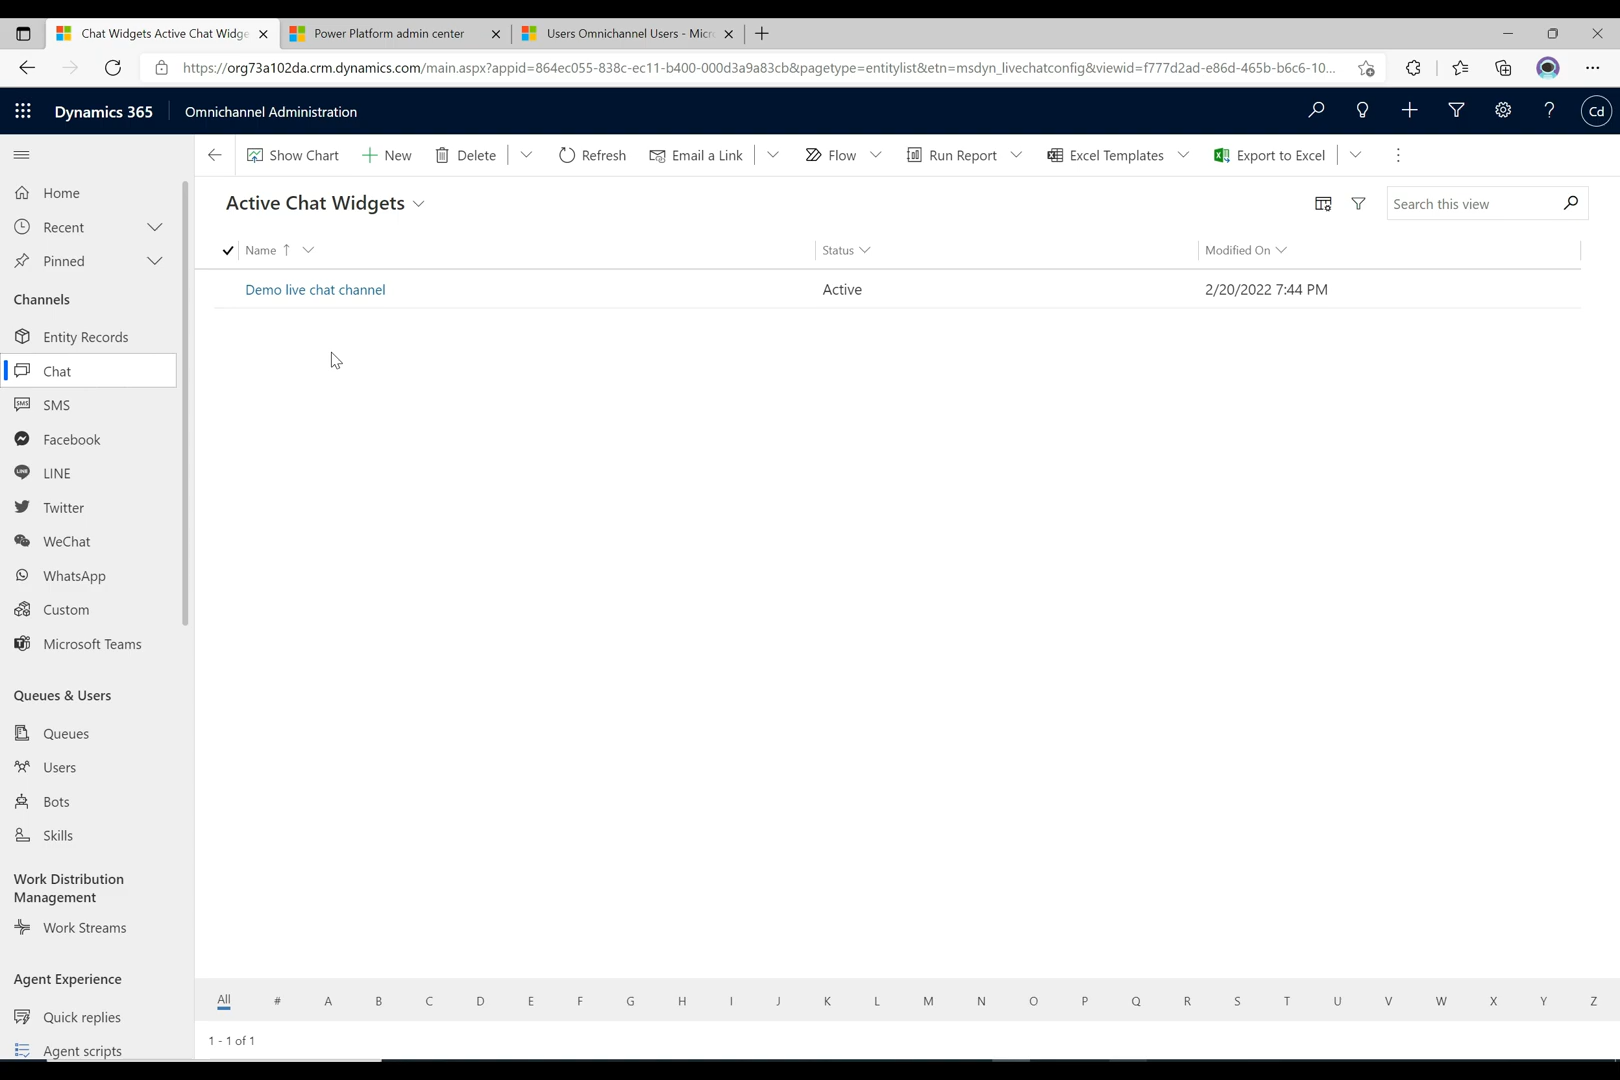 Chat Widgets Active Chat Widge
Power Platform admin center
Users Omnichannel Users - Micr
https://org73a102da.crm.dynamics.com/main.aspx?appid=864ec055-838c-ec11-b400-000d3a9a83cb&pagetype=entitylist&etn=msdyn_livechatconfig&viewid=f777d2ad-e86d-465b-b6c6-10...
Dynamics 365
Omnichannel Administration
Cd
Show Chart
New
Delete
Refresh
Email a Link
Flow
Run Report
Excel Templates
Export to Excel
Home
Recent
Pinned
Channels
Entity Records
Chat
SMS
Facebook
LINE
Twitter
WeChat
WhatsApp
Custom
Microsoft Teams
Queues & Users
Queues
Users
Bots
Skills
Work Distribution
Management
Work Streams
Agent Experience
Quick replies
Agent scripts
Active Chat Widgets
Search this view
Name
Status
Modified On
Demo live chat channel
Active
2/20/2022 7:44 PM
All # A B C D E F G H I J K L M N O P Q R S T U V W X Y Z
1 - 1 of 1